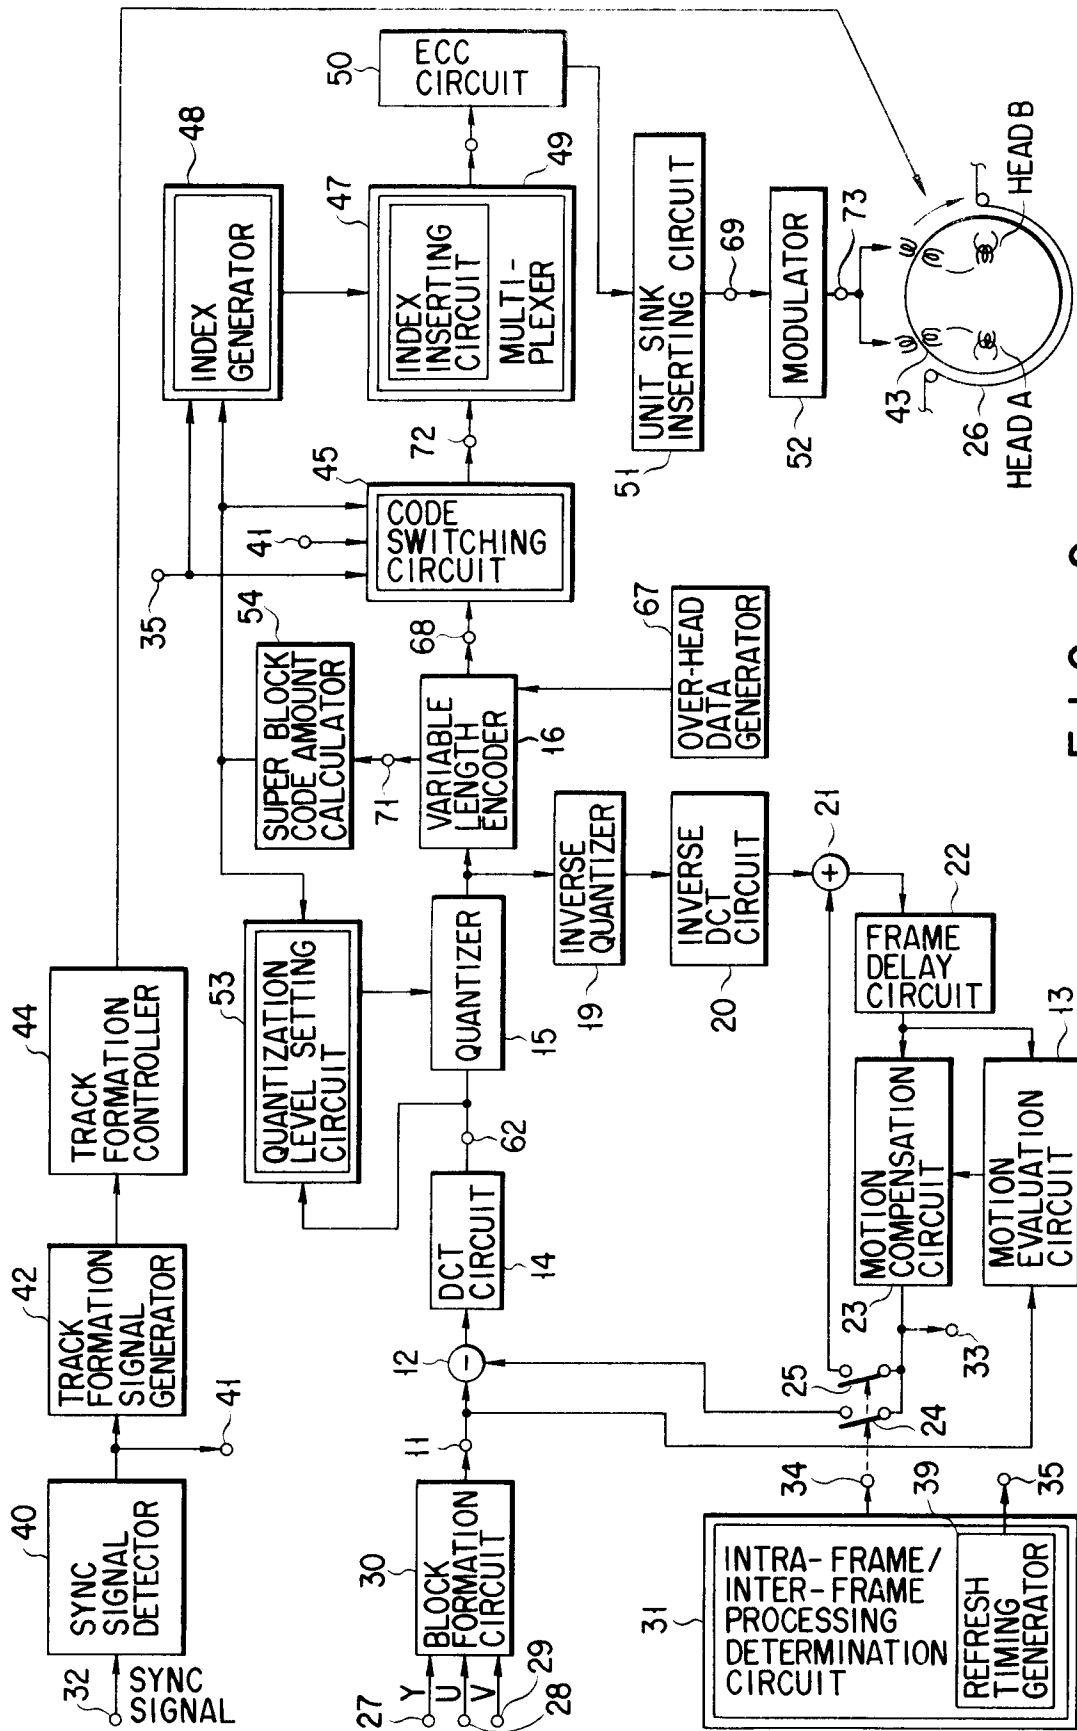 32
SYNC
SIGNAL
40
SYNC
SIGNAL
DETECTOR
41
42
TRACK
FORMATION
SIGNAL
GENERATOR
44
TRACK
FORMATION
CONTROLLER
27
Y
U
V
28
29
30
BLOCK
FORMATION
CIRCUIT
11
12
-
DCT
CIRCUIT
14
62
53
QUANTIZATION
LEVEL SETTING
CIRCUIT
QUANTIZER
15
54
SUPER BLOCK
CODE AMOUNT
CALCULATOR
71
VARIABLE
LENGTH
ENCODER
16
68
35
41
45
CODE
SWITCHING
CIRCUIT
72
48
INDEX
GENERATOR
47
INDEX
INSERTING
CIRCUIT
MULTI-
PLEXER
49
50
ECC
CIRCUIT
67
OVER-HEAD
DATA
GENERATOR
INVERSE
QUANTIZER
19
INVERSE
DCT
CIRCUIT
20
21
+
22
FRAME
DELAY
CIRCUIT
MOTION
COMPENSATION
CIRCUIT
23
13
MOTION
EVALUATION
CIRCUIT
33
25
24
34
31
INTRA-FRAME/
INTER-FRAME
PROCESSING
DETERMINATION
CIRCUIT
39
REFRESH
TIMING
GENERATOR
35
UNIT SINK
INSERTING CIRCUIT
51
69
MODULATOR
52
73
43
26
HEAD A
HEAD B